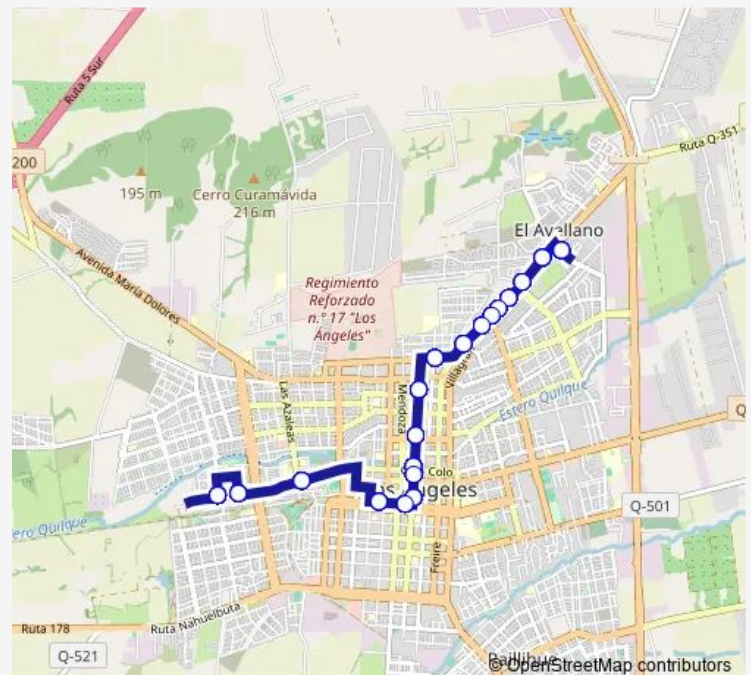 Ruta 5 Sur
200
195 m
Cerro Curamávida
216 m
Ruta Q-351
El Avellano
Avenida María Dolores
Regimiento
Reforzado
n.° 17 "Los
Ángeles"
Villagrán
Las Azaleas
Mendoza
Estero Quilque
Q
Colo
Los Ángeles
Q-501
Estero Quilque
Freire
Ruta Nahuelbuta
Ruta 178
Q-521
Paillihue
© OpenStreetMap contributors